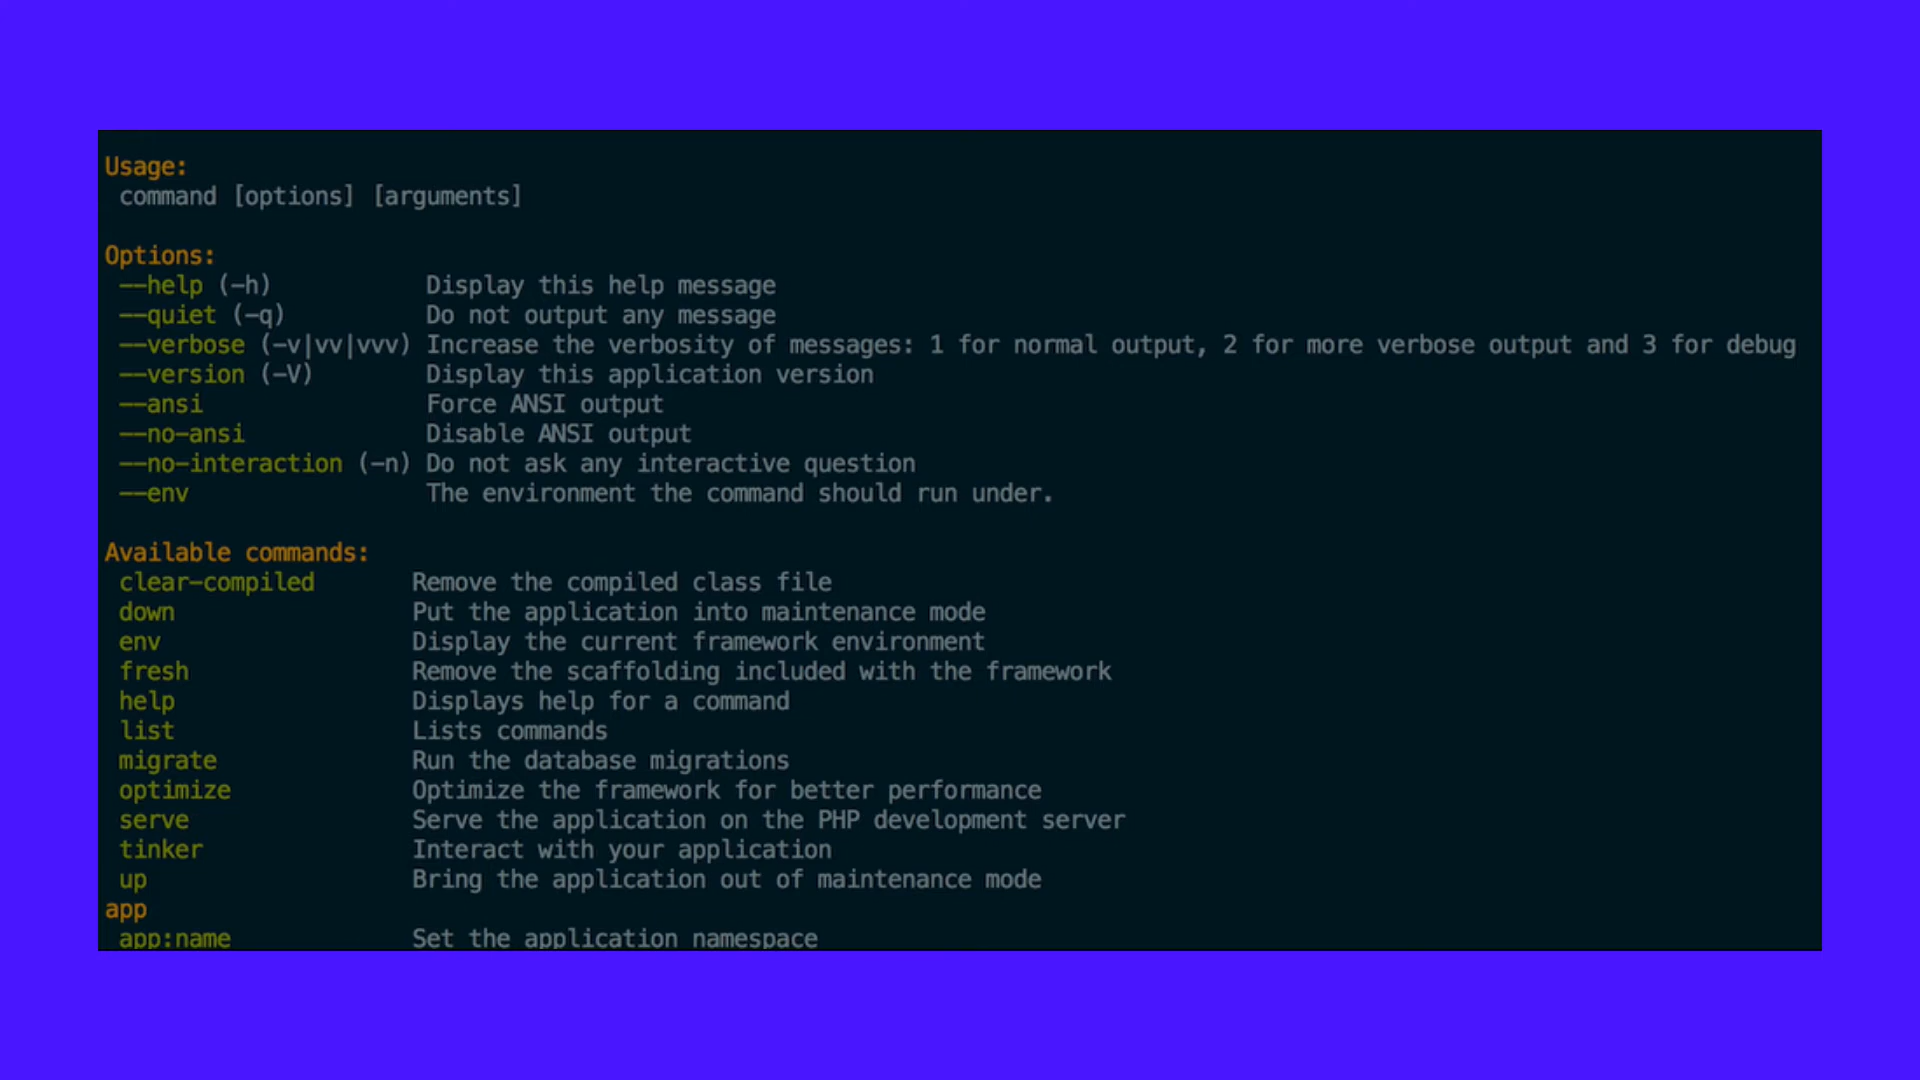 Usage:
command [options] [arguments]
Options:
--help (-h) Display this help message
--quiet (-q) Do not output any message
--verbose (-v|vv|vvv) Increase the verbosity of messages: 1 for normal output, 2 for more verbose output and 3 for debug
--version (-V) Display this application version
--ansi Force ANSI output
--no-ansi Disable ANSI output
--no-interaction (-n) Do not ask any interactive question
--env The environment the command should run under.
Available commands:
clear-compiled Remove the compiled class file
down Put the application into maintenance mode
env Display the current framework environment
fresh Remove the scaffolding included with the framework
help Displays help for a command
list Lists commands
migrate Run the database migrations
optimize Optimize the framework for better performance
serve Serve the application on the PHP development server
tinker Interact with your application
up Bring the application out of maintenance mode
app
app:name Set the application namespace